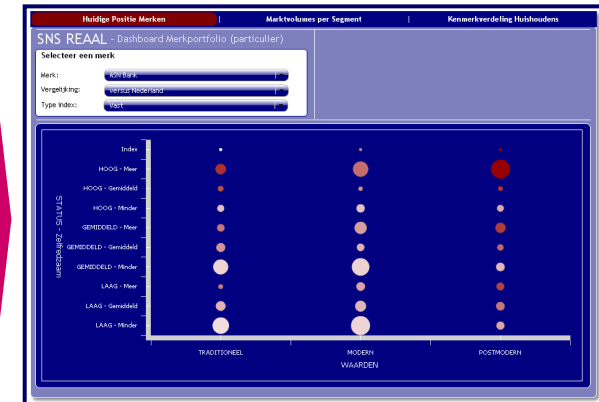 Huidige Positie Merken | Marktvolumes per Segment | Kenmerkverdeling Huishoudens
SNS REAAL - Dashboard Merkportfolio (particulier)
Selecteer een merk
Merk: ASN Bank
Vergelijking: Versus Nederland
Type index: Vast
Index
HOOG - Meer
HOOG - Gemiddeld
HOOG - Minder
GEMIDDELD - Meer
GEMIDDELD - Gemiddeld
GEMIDDELD - Minder
LAAG - Meer
LAAG - Gemiddeld
LAAG - Minder
STATUS - Zelfredzaam
TRADITIONEEL MODERN POSTMODERN
WAARDEN